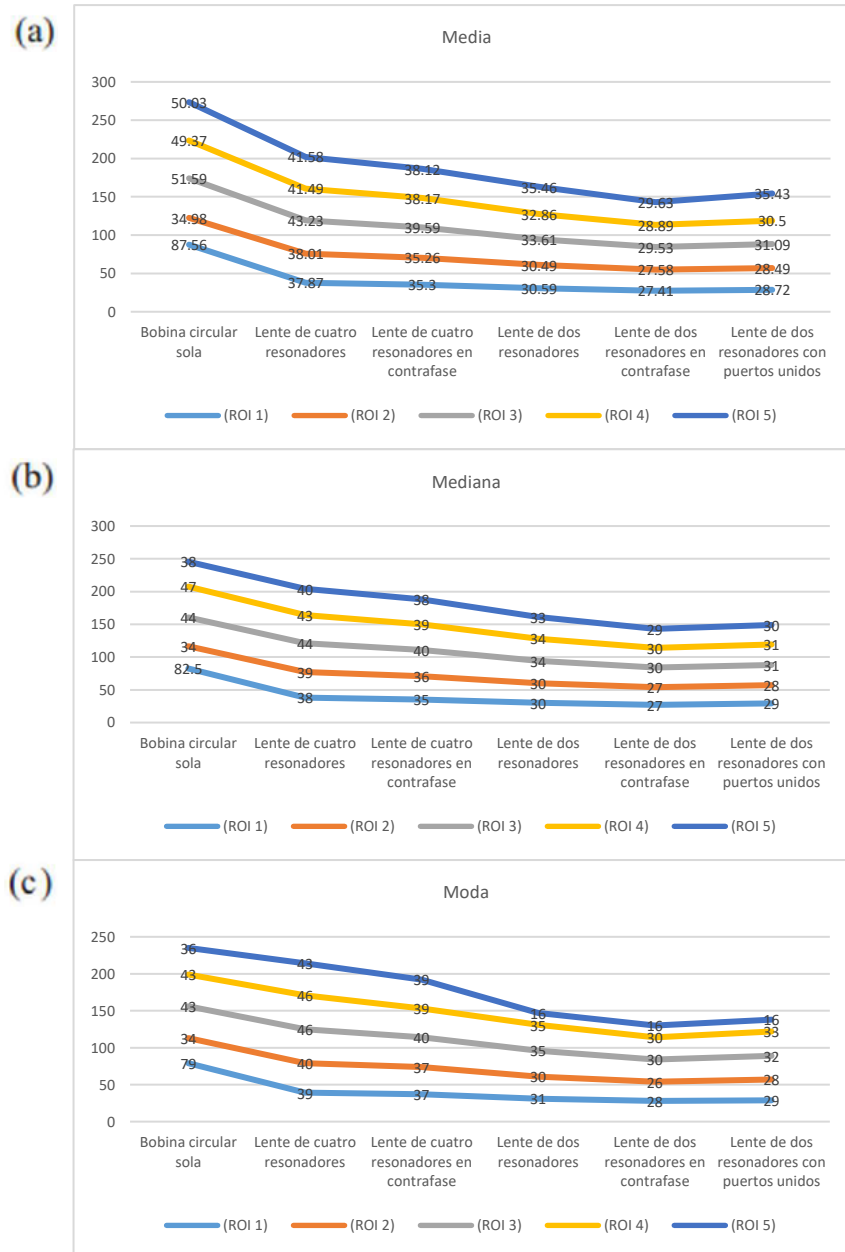 (a)
Media
300
250
200
150
100
50
0
50.03
41.58
38.12
35.46
29.63
35.43
49.37
41.49
38.17
32.86
28.89
30.5
51.59
43.23
39.59
33.61
29.53
31.09
34.98
38.01
35.26
30.49
27.58
28.49
87.56
37.87
35.3
30.59
27.41
28.72
Bobina circular
sola
Lente de cuatro
resonadores
Lente de cuatro
resonadores en
contrafase
Lente de dos
resonadores
Lente de dos
resonadores en
contrafase
Lente de dos
resonadores con
puertos unidos
(ROI 1) (ROI 2) (ROI 3) (ROI 4) (ROI 5)
(b)
Mediana
300
250
200
150
100
50
0
38
40
38
33
29
30
47
43
39
34
30
31
44
44
40
34
30
31
34
39
36
30
27
28
82.5
38
35
30
27
29
Bobina circular
sola
Lente de cuatro
resonadores
Lente de cuatro
resonadores en
contrafase
Lente de dos
resonadores
Lente de dos
resonadores en
contrafase
Lente de dos
resonadores con
puertos unidos
(ROI 1) (ROI 2) (ROI 3) (ROI 4) (ROI 5)
(c)
Moda
250
200
150
100
50
0
36
43
39
16
16
16
43
46
39
35
30
33
43
46
40
35
30
32
34
40
37
30
26
28
79
39
37
31
28
29
Bobina circular
sola
Lente de cuatro
resonadores
Lente de cuatro
resonadores en
contrafase
Lente de dos
resonadores
Lente de dos
resonadores en
contrafase
Lente de dos
resonadores con
puertos unidos
(ROI 1) (ROI 2) (ROI 3) (ROI 4) (ROI 5)